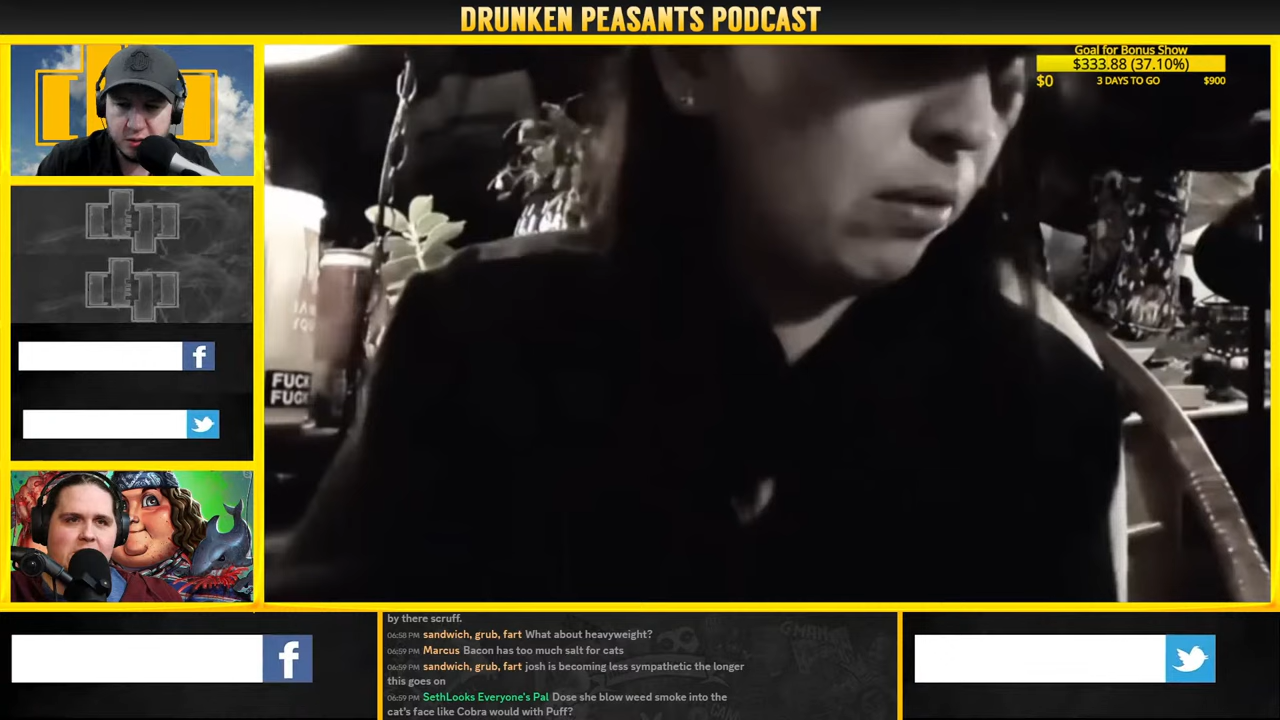 DRUNKEN PEASANTS PODCAST
Goal for Bonus Show
$333.88 (37.10%)
$0 3 DAYS TO GO $900
FUCK
FUCK
by there scruff.
06:58 PM sandwich, grub, fart What about heavyweight?
06:59 PM Marcus Bacon has too much salt for cats
06:59 PM sandwich, grub, fart josh is becoming less sympathetic the longer
this goes on
06:59 PM SethLooks Everyone's Pal Dose she blow weed smoke into the
cat's face like Cobra would with Puff?